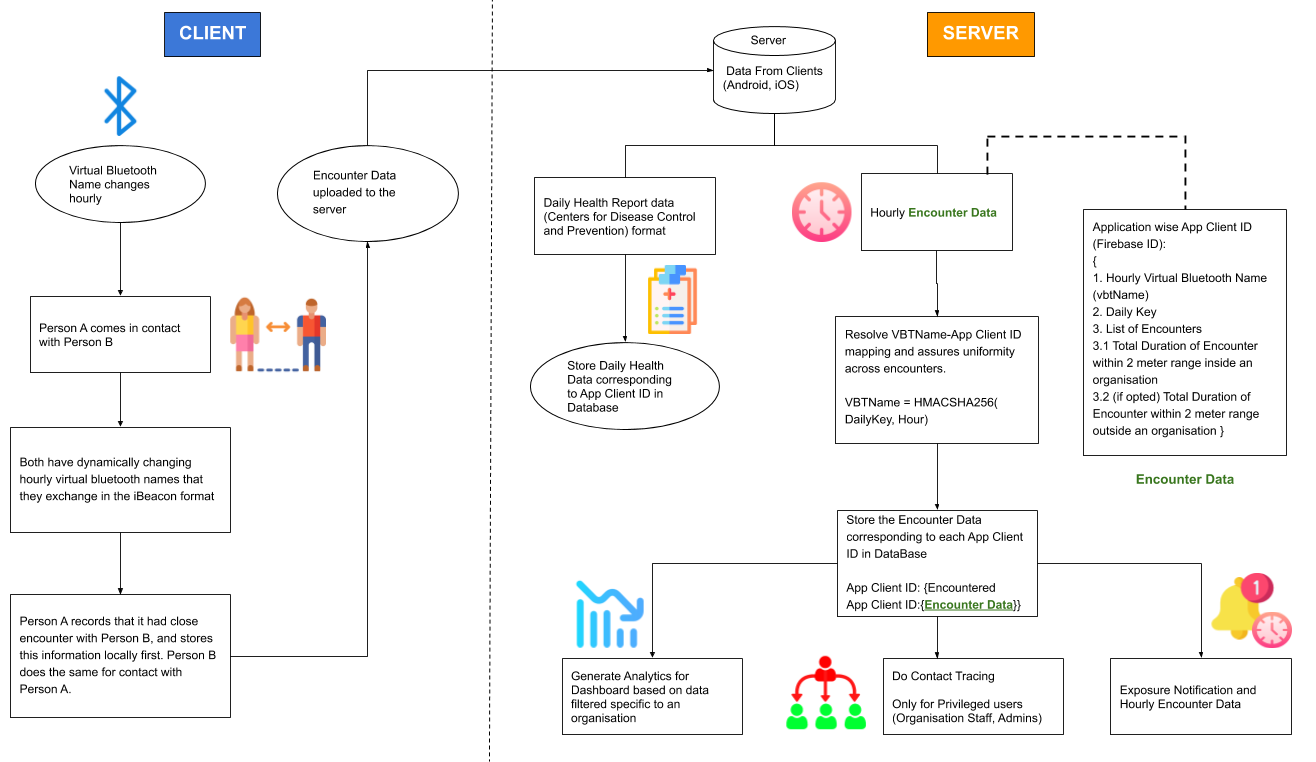 CLIENT
Virtual Bluetooth
Name changes
hourly
Person A comes in contact
with Person B
Both have dynamically changing
hourly virtual bluetooth names that
they exchange in the iBeacon format
Person A records that it had close
encounter with Person B, and stores
this information locally first. Person B
does the same for contact with
Person A.
Encounter Data
uploaded to the
server
SERVER
Server
Data From Clients
(Android, iOS)
Daily Health Report data
(Centers for Disease Control
and Prevention) format
Store Daily Health
Data corresponding
to App Client ID in
Database
Hourly Encounter Data
Application wise App Client ID
(Firebase ID):
{
1. Hourly Virtual Bluetooth Name
(vbtName)
2. Daily Key
3. List of Encounters
3.1 Total Duration of Encounter
within 2 meter range inside an
organisation
3.2 (if opted) Total Duration of
Encounter within 2 meter range
outside an organisation }
Encounter Data
Resolve VBTName-App Client ID
mapping and assures uniformity
across encounters.
VBTName = HMACSHA256(
DailyKey, Hour)
Store the Encounter Data
corresponding to each App Client
ID in DataBase
App Client ID: {Encountered
App Client ID:{Encounter Data}}
Generate Analytics for
Dashboard based on data
filtered specific to an
organisation
Do Contact Tracing
Only for Privileged users
(Organisation Staff, Admins)
1
Exposure Notification and
Hourly Encounter Data